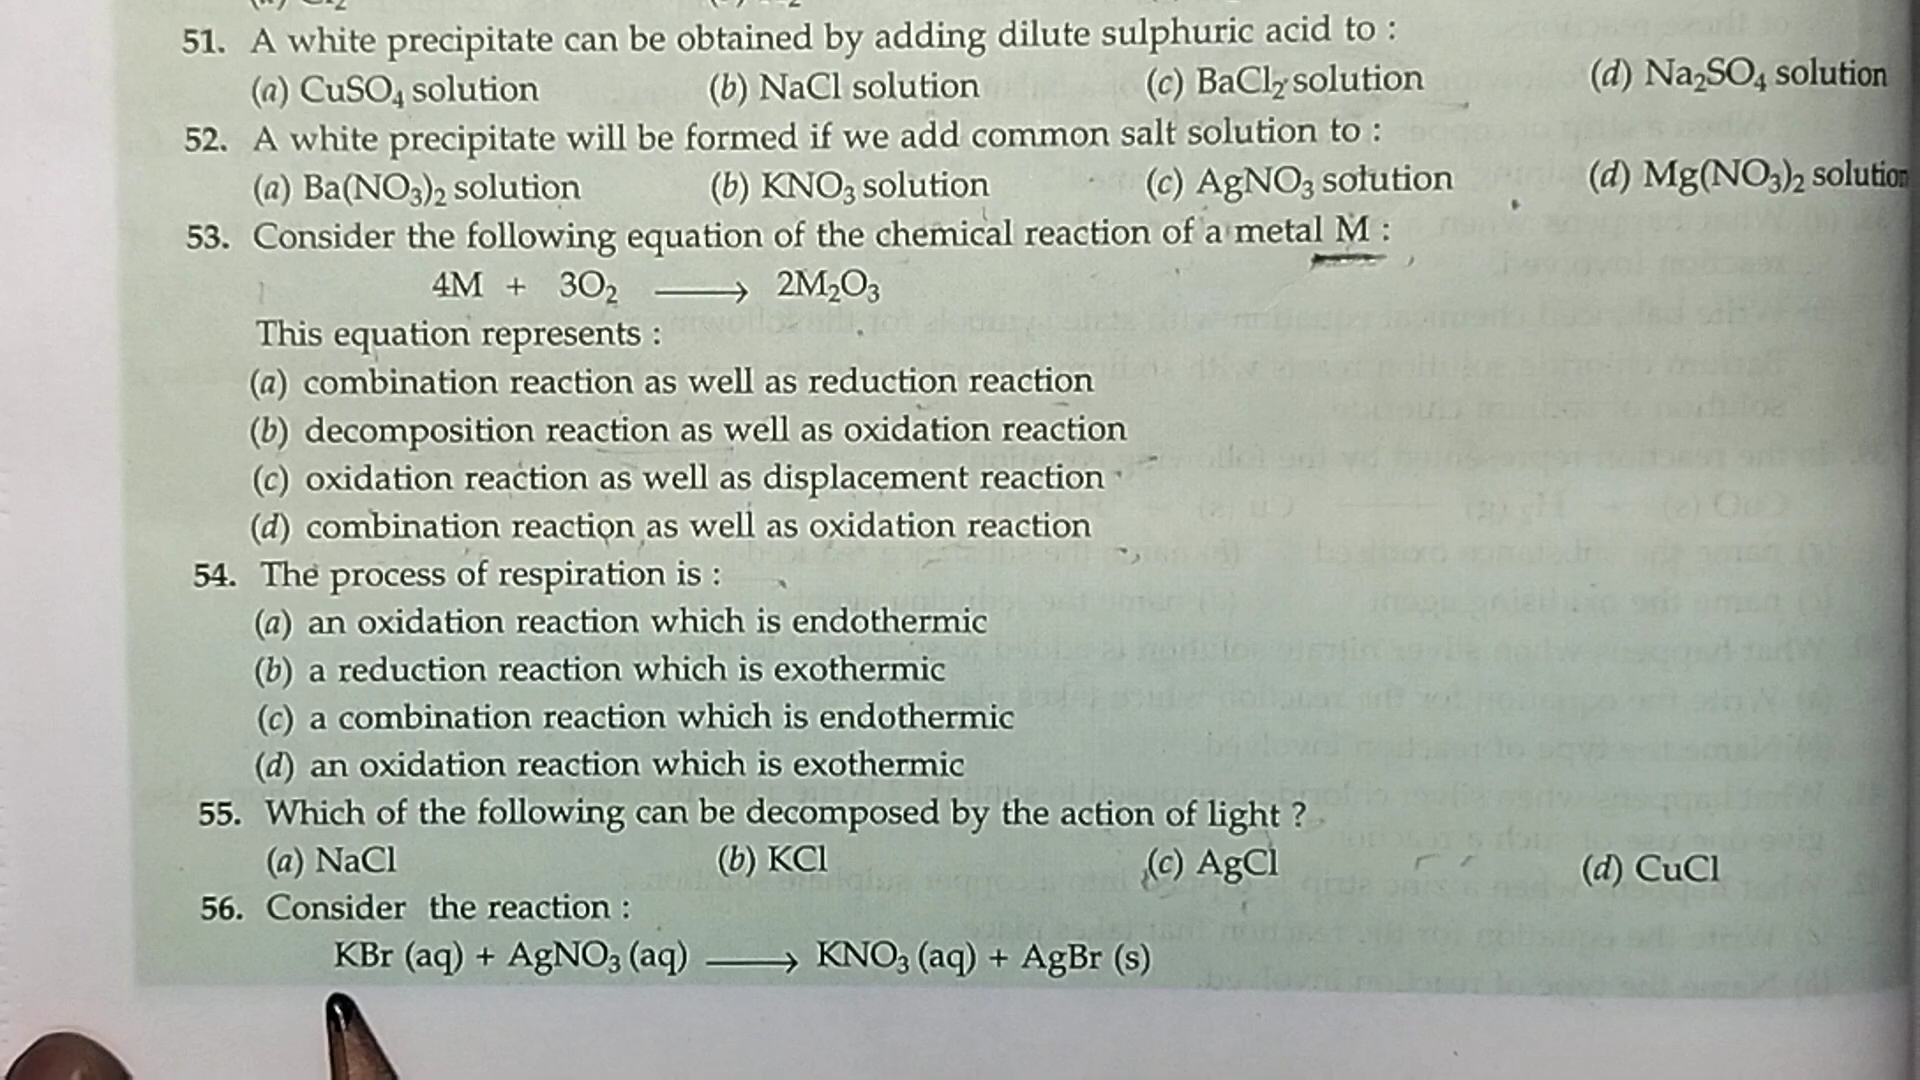 51. A white precipitate can be obtained by adding dilute sulphuric acid to :
(a) CuSO₄ solution (b) NaCl solution (c) BaCl₂ solution (d) Na₂SO₄ solution
52. A white precipitate will be formed if we add common salt solution to :
(a) Ba(NO₃)₂ solution (b) KNO₃ solution (c) AgNO₃ solution (d) Mg(NO₃)₂ solution
53. Consider the following equation of the chemical reaction of a metal M :
4M + 3O₂ ⟶ 2M₂O₃
This equation represents :
(a) combination reaction as well as reduction reaction
(b) decomposition reaction as well as oxidation reaction
(c) oxidation reaction as well as displacement reaction
(d) combination reaction as well as oxidation reaction
54. The process of respiration is :
(a) an oxidation reaction which is endothermic
(b) a reduction reaction which is exothermic
(c) a combination reaction which is endothermic
(d) an oxidation reaction which is exothermic
55. Which of the following can be decomposed by the action of light ?
(a) NaCl (b) KCl (c) AgCl (d) CuCl
56. Consider the reaction :
KBr (aq) + AgNO₃ (aq) ⟶ KNO₃ (aq) + AgBr (s)